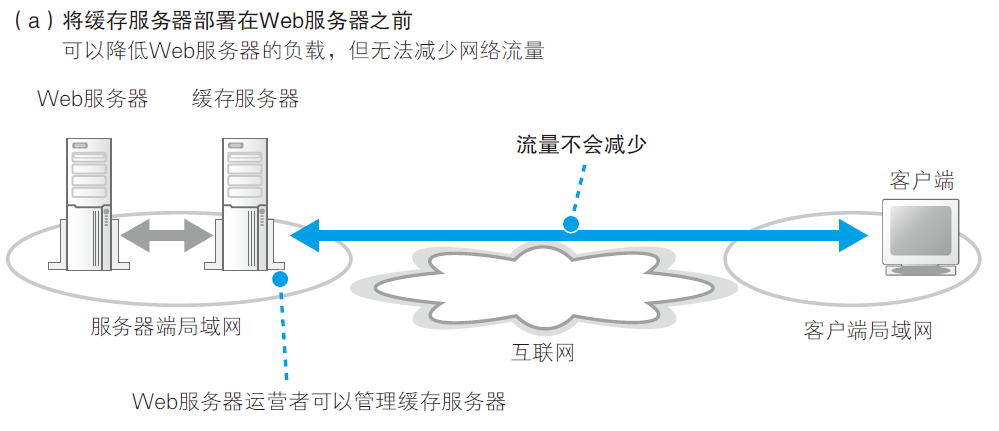 （a）将缓存服务器部署在Web服务器之前
可以降低Web服务器的负载，但无法减少网络流量
Web服务器
缓存服务器
流量不会减少
客户端
服务器端局域网
互联网
客户端局域网
Web服务器运营者可以管理缓存服务器